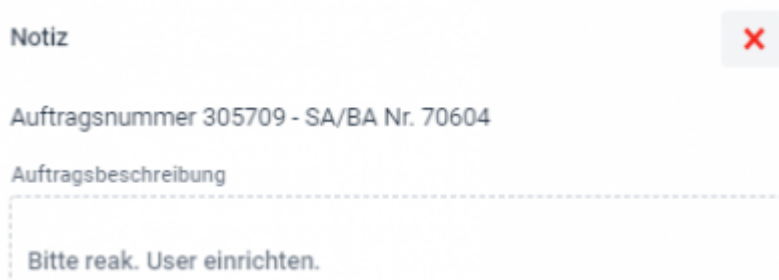 Notiz
Auftragsnummer 305709 - SA/BA Nr. 70604
Auftragsbeschreibung
Bitte reak. User einrichten.